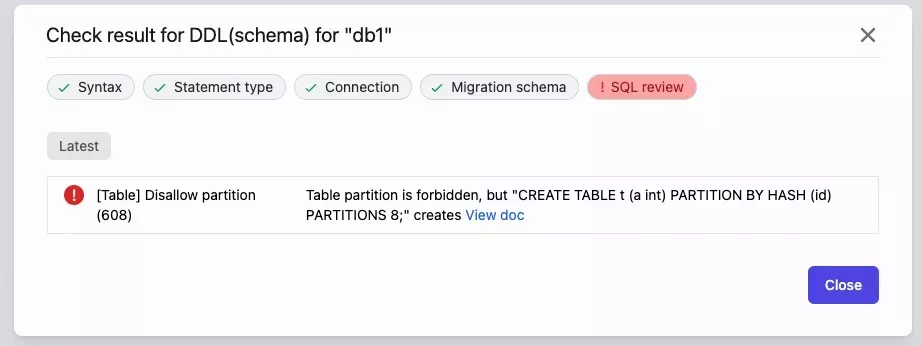 Check result for DDL(schema) for "db1"
Syntax
Statement type
Connection
Migration schema
! SQL review
Latest
[Table] Disallow partition
(608)
Table partition is forbidden, but "CREATE TABLE t (a int) PARTITION BY HASH (id)
PARTITIONS 8;" creates View doc
Close